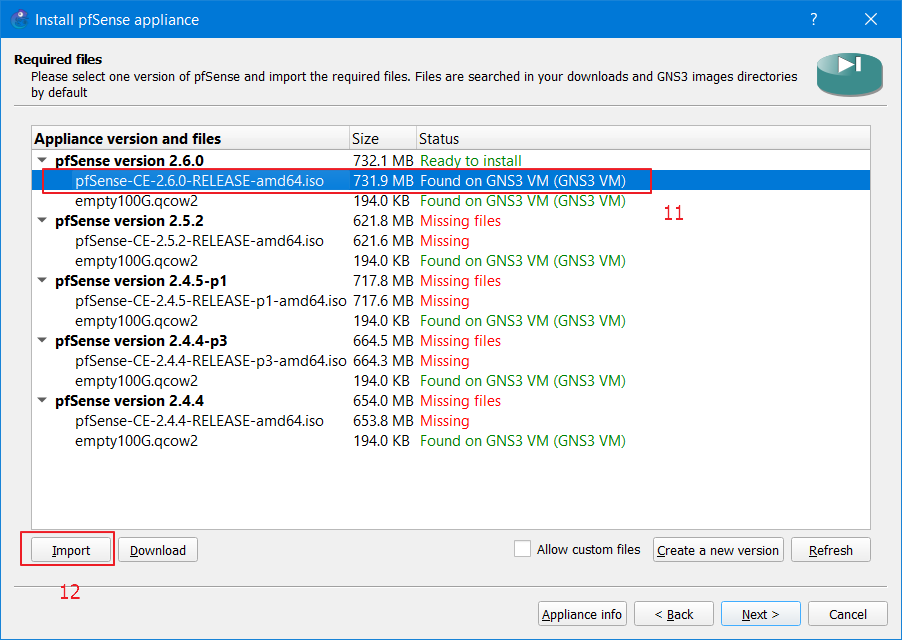 Install pfSense appliance ?
Required files
Please select one version of pfSense and import the required files. Files are searched in your downloads and GNS3 images directories
by default
Appliance version and files Size Status
pfSense version 2.6.0 732.1 MB Ready to install
pfSense-CE-2.6.0-RELEASE-amd64.iso 731.9 MB Found on GNS3 VM (GNS3 VM)
empty100G.qcow2 194.0 KB Found on GNS3 VM (GNS3 VM)
11
pfSense version 2.5.2 621.8 MB Missing files
pfSense-CE-2.5.2-RELEASE-amd64.iso 621.6 MB Missing
empty100G.qcow2 194.0 KB Found on GNS3 VM (GNS3 VM)
pfSense version 2.4.5-p1 717.8 MB Missing files
pfSense-CE-2.4.5-RELEASE-p1-amd64.iso 717.6 MB Missing
empty100G.qcow2 194.0 KB Found on GNS3 VM (GNS3 VM)
pfSense version 2.4.4-p3 664.5 MB Missing files
pfSense-CE-2.4.4-RELEASE-p3-amd64.iso 664.3 MB Missing
empty100G.qcow2 194.0 KB Found on GNS3 VM (GNS3 VM)
pfSense version 2.4.4 654.0 MB Missing files
pfSense-CE-2.4.4-RELEASE-amd64.iso 653.8 MB Missing
empty100G.qcow2 194.0 KB Found on GNS3 VM (GNS3 VM)
Import Download Allow custom files Create a new version Refresh
12
Appliance info < Back Next > Cancel